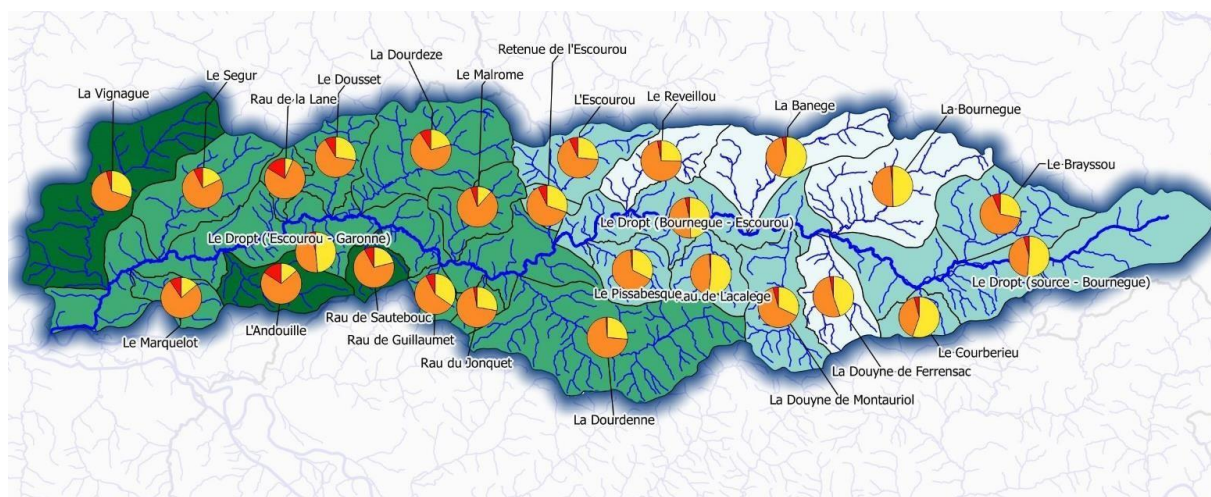 Retenue de l'Escourou
La Dourdeze
Le Segur
Le Dousset
Le Malrome
L'Escourou
Le Reveillou
La Banege
La Vignague
Rau de la Lane
La Bournegue
Le Brayssou
Le Dropt (Bournegue - Escourou)
Le Dropt ('Escourou - Garonne)
Le Dropt (source - Bournegue)
Le Pissabesque
au de Lacalege
Rau de Sautebouc
L'Andouille
Rau de Guillaumet
Le Marquelot
Le Courberieu
Rau du Jonquet
La Douyne de Ferrensac
La Douyne de Montauriol
La Dourdenne